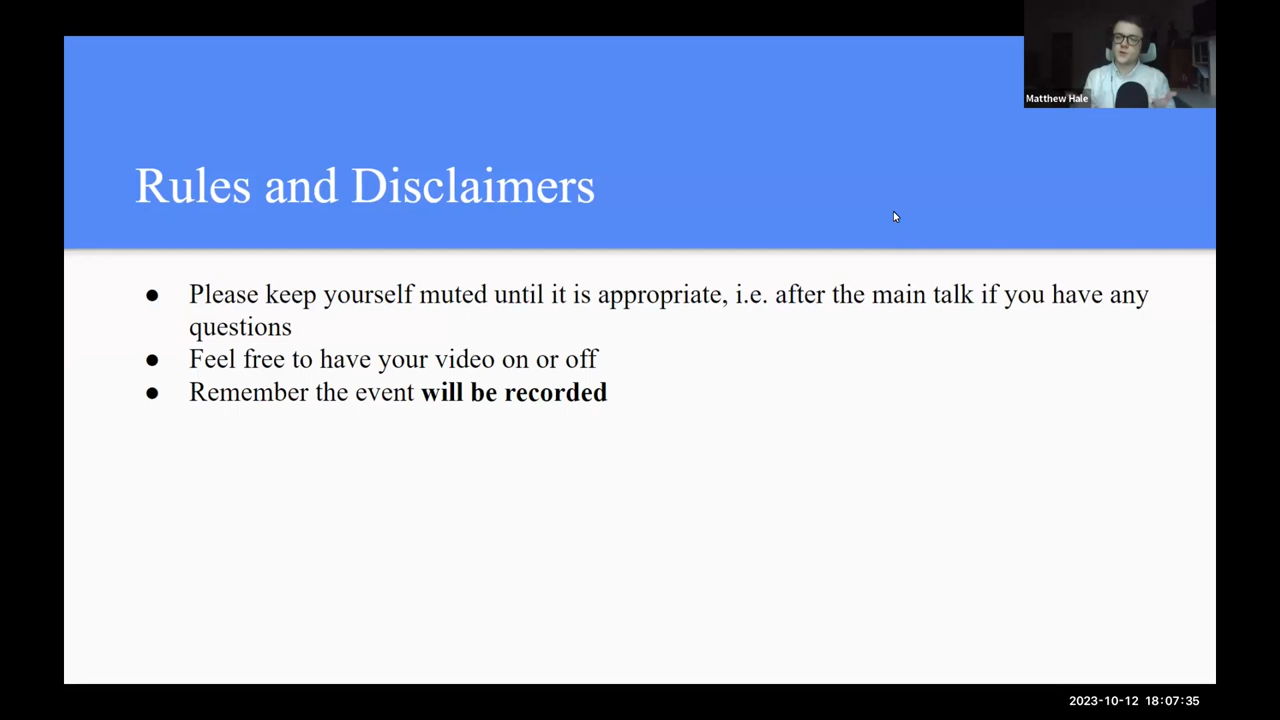 Matthew Hale
Rules and Disclaimers
● Please keep yourself muted until it is appropriate, i.e. after the main talk if you have any
questions
● Feel free to have your video on or off
● Remember the event will be recorded
2023-10-12 18:07:35